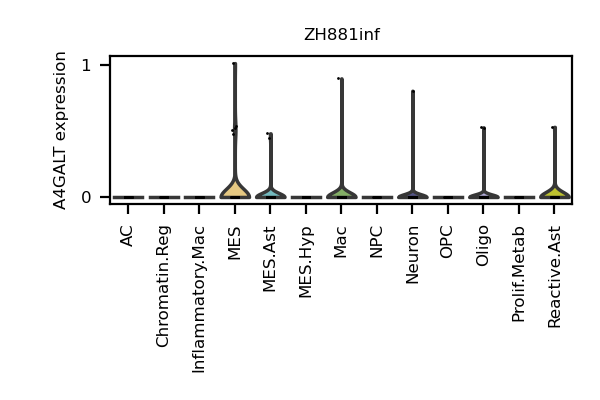 ZH881inf
A4GALT expression
1
0
AC
Chromatin.Reg
Inflammatory.Mac
MES
MES.Ast
MES.Hyp
Mac
NPC
Neuron
OPC
Oligo
Prolif.Metab
Reactive.Ast